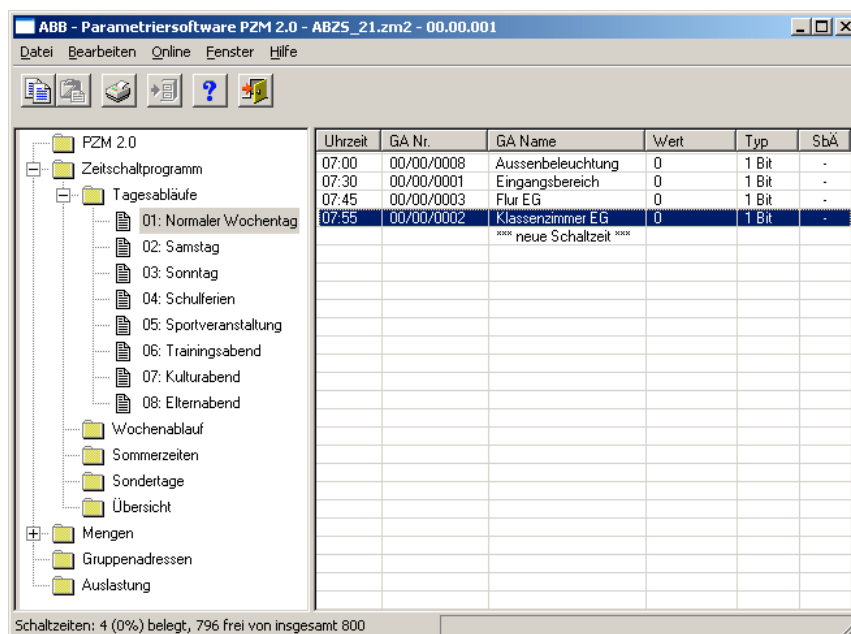 ABB - Parametriersoftware PZM 2.0 - ABZS_21.zm2 - 00.00.001
Datei Bearbeiten Online Fenster Hilfe
PZM 2.0
Zeitschaltprogramm
Tagesabläufe
01: Normaler Wochentag
02: Samstag
03: Sonntag
04: Schulferien
05: Sportveranstaltung
06: Trainingsabend
07: Kulturabend
08: Elternabend
Wochenablauf
Sommerzeiten
Sondertage
Übersicht
Mengen
Gruppenadressen
Auslastung
Uhrzeit GA Nr. GA Name Wert Typ SbÄ
07:00 00/00/0008 Aussenbeleuchtung 0 1 Bit -
07:30 00/00/0001 Eingangsbereich 0 1 Bit -
07:45 00/00/0003 Flur EG 0 1 Bit -
07:55 00/00/0002 Klassenzimmer EG 0 1 Bit -
*** neue Schaltzeit ***
Schaltzeiten: 4 (0%) belegt, 796 frei von insgesamt 800